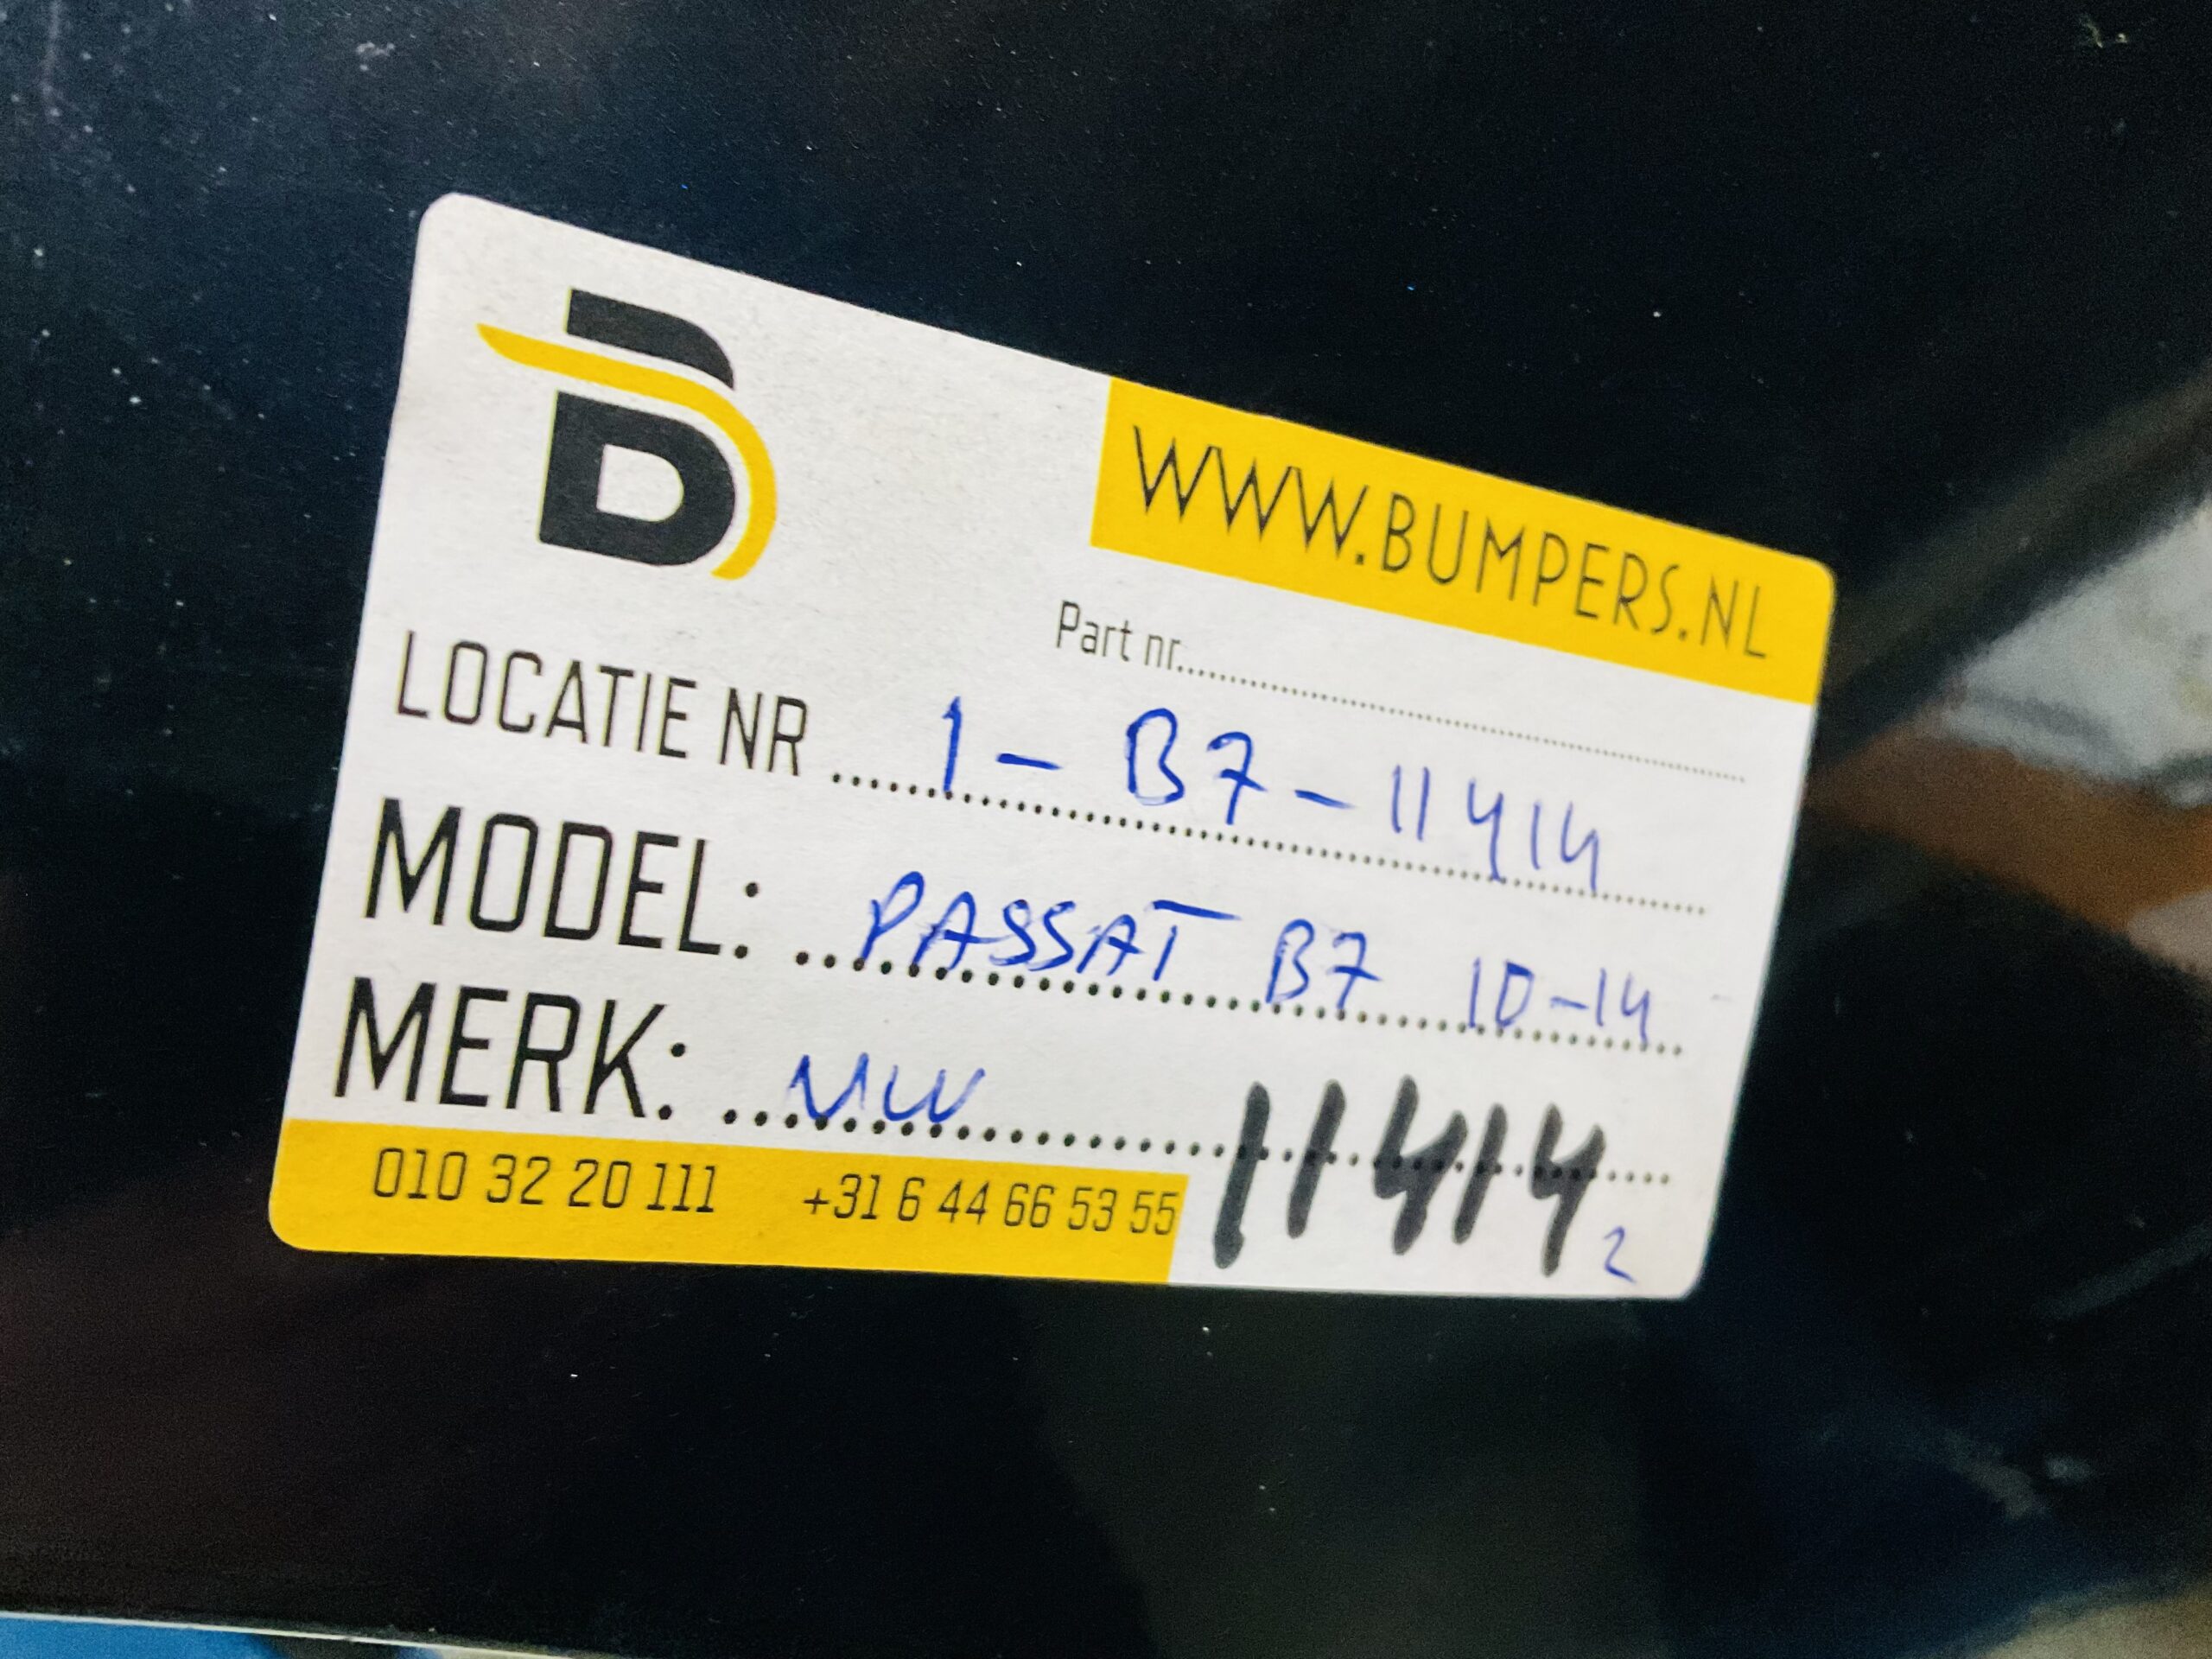 B
WWW.BUMPERS.NL
Part nr.....
LOCATIE NR ..... 1 - B7 - 11414
MODEL: .. PASSAT B7 10-14
MERK: ... VW
11414 2
010 32 20 111 +31 6 44 66 53 55